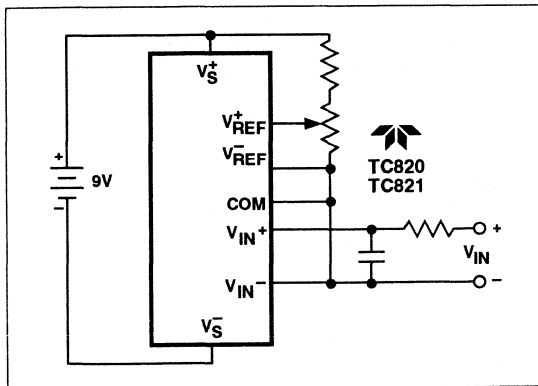 V+S
V+REF
V-REF
COM
VIN+
VIN-
V-S
+
9V
-
TC820
TC821
+
VIN
-